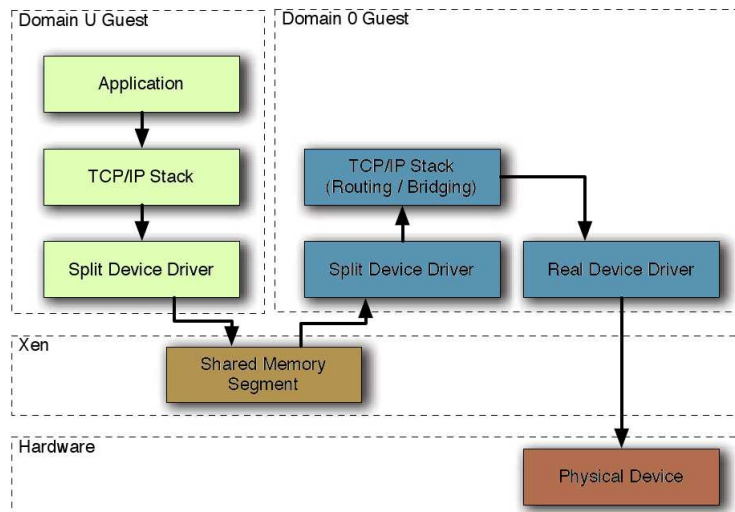 Domain U Guest
Domain 0 Guest
Application
TCP/IP Stack
TCP/IP Stack
(Routing / Bridging)
Split Device Driver
Split Device Driver
Real Device Driver
Xen
Shared Memory
Segment
Hardware
Physical Device